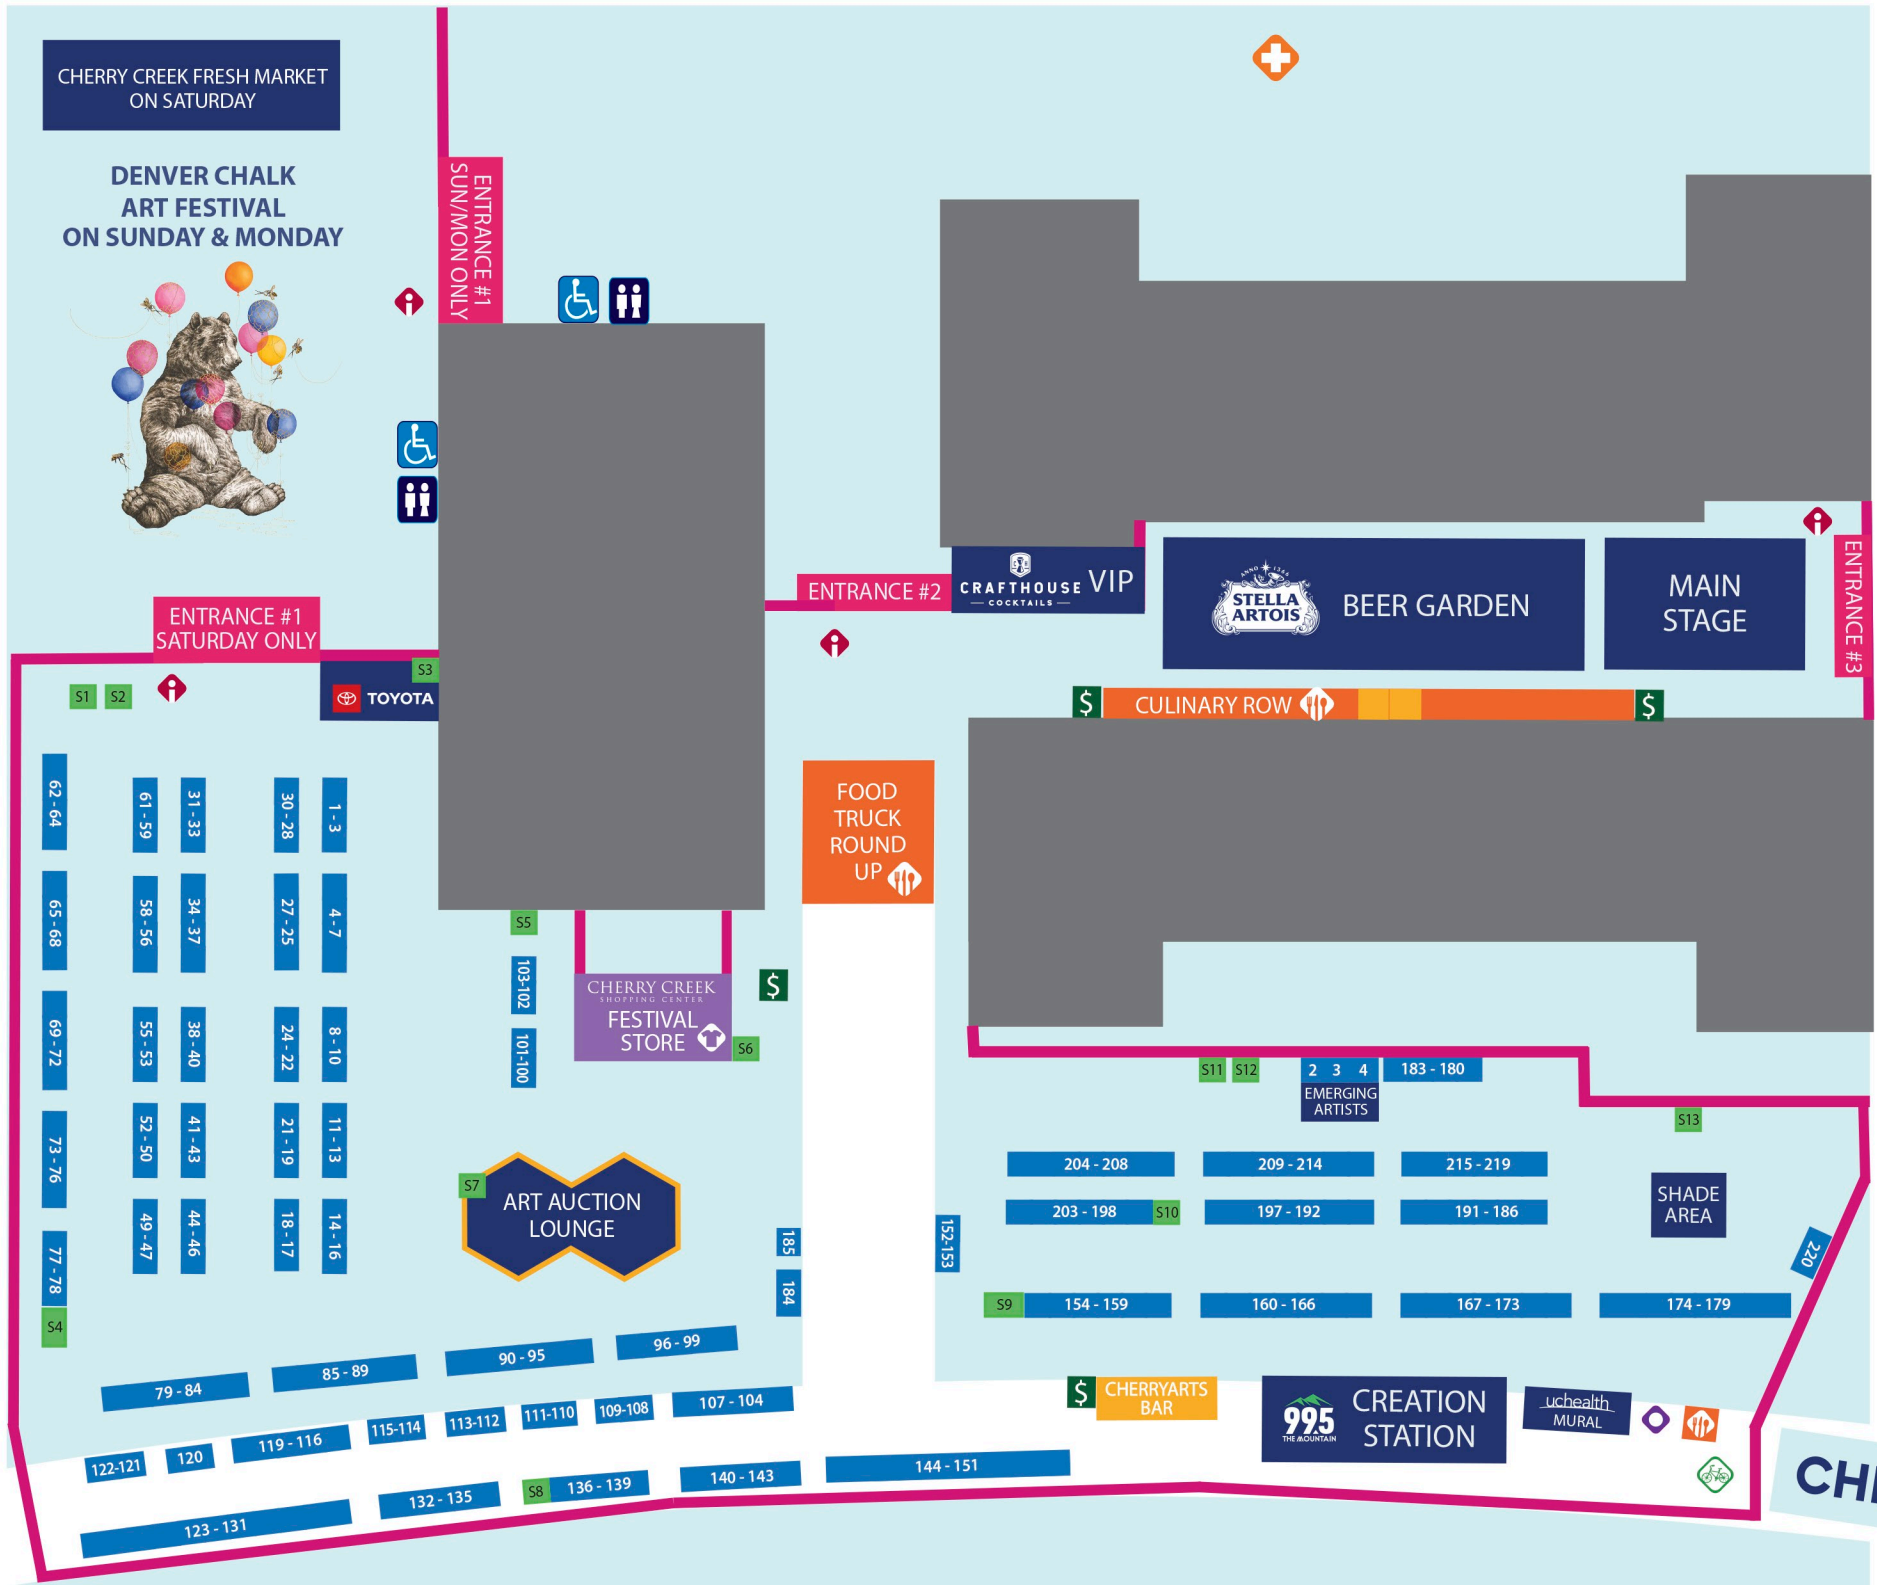 CHERRY CREEK FRESH MARKET
ON SATURDAY
DENVER CHALK
ART FESTIVAL
ON SUNDAY & MONDAY
ENTRANCE #1
SUN/MON ONLY
ENTRANCE #1
SATURDAY ONLY
S1
S2
S3
TOYOTA
ENTRANCE #2
CRAFTHOUSE
COCKTAILS
VIP
ANNO 1366
STELLA
ARTOIS
BEER GARDEN
MAIN
STAGE
ENTRANCE #3
$
CULINARY ROW
$
FOOD
TRUCK
ROUND
UP
62 - 64
61 - 59
31 - 33
30 - 28
1 - 3
65 - 68
58 - 56
34 - 37
27 - 25
4 - 7
69 - 72
55 - 53
38 - 40
24 - 22
8 - 10
73 - 76
52 - 50
41 - 43
21 - 19
11 - 13
77 - 78
49 - 47
44 - 46
18 - 17
14 - 16
S4
S5
103-102
101-100
CHERRY CREEK
SHOPPING CENTER
FESTIVAL
STORE
$
S6
S7
ART AUCTION
LOUNGE
185
184
152-153
S11
S12
2 3 4
EMERGING
ARTISTS
183 - 180
S13
204 - 208
209 - 214
215 - 219
203 - 198
S10
197 - 192
191 - 186
SHADE
AREA
220
S9
154 - 159
160 - 166
167 - 173
174 - 179
79 - 84
85 - 89
90 - 95
96 - 99
122-121
120
119 - 116
115-114
113-112
111-110
109-108
107 - 104
123 - 131
132 - 135
S8
136 - 139
140 - 143
144 - 151
$
CHERRYARTS
BAR
995
THE MOUNTAIN
CREATION
STATION
uchealth
MURAL
CHE